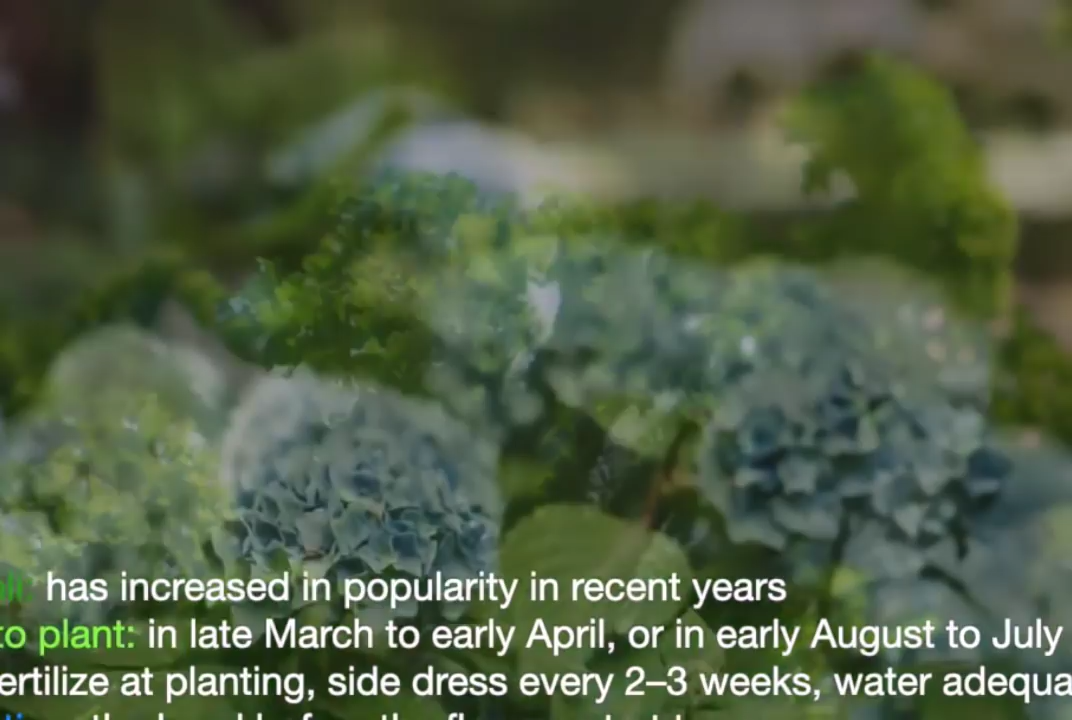 has increased in popularity in recent years
to plant: in late March to early April, or in early August to July
ertilize at planting, side dress every 2–3 weeks, water adequa